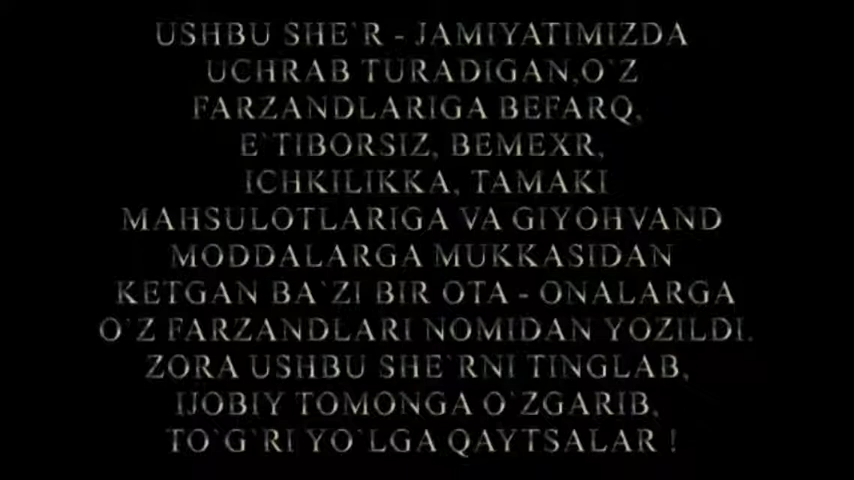 USHBU SHE`R - JAMIYATIMIZDA
UCHRAB TURADIGAN,O`Z
FARZANDLARIGA BEFARQ,
E`TIBORSIZ, BEMEXR,
ICHKILIKKA, TAMAKI
MAHSULOTLARIGA VA GIYOHVAND
MODDALARGA MUKKASIDAN
KETGAN BA`ZI BIR OTA - ONALARGA
O`Z FARZANDLARI NOMIDAN YOZILDI.
ZORA USHBU SHE`RNI TINGLAB,
IJOBIY TOMONGA O`ZGARIB,
TO`G`RI YO`LGA QAYTSALAR !